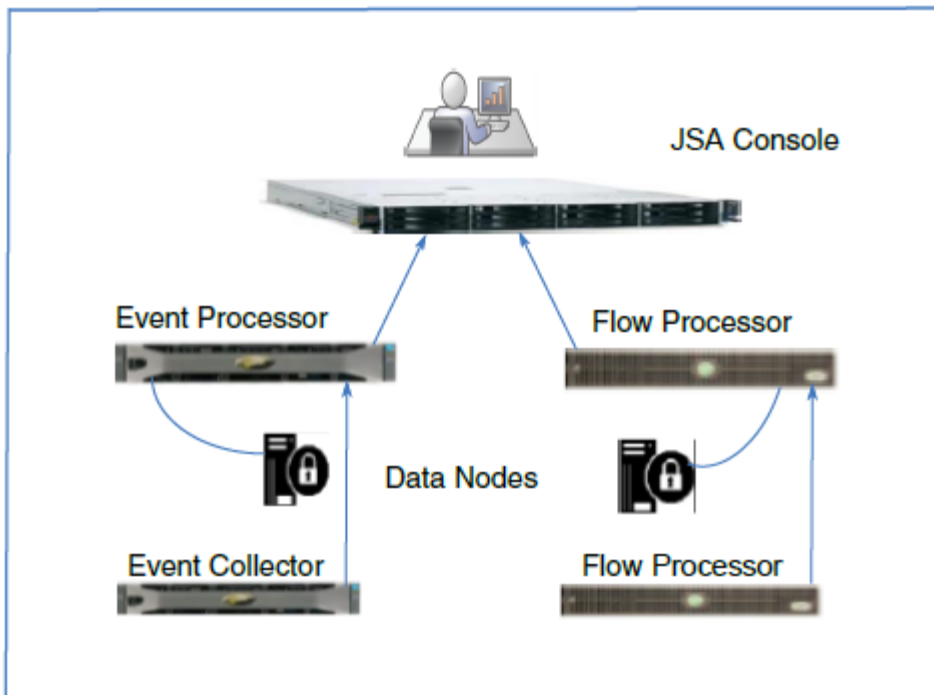 JSA Console
Event Processor
Flow Processor
Data Nodes
Event Collector
Flow Processor